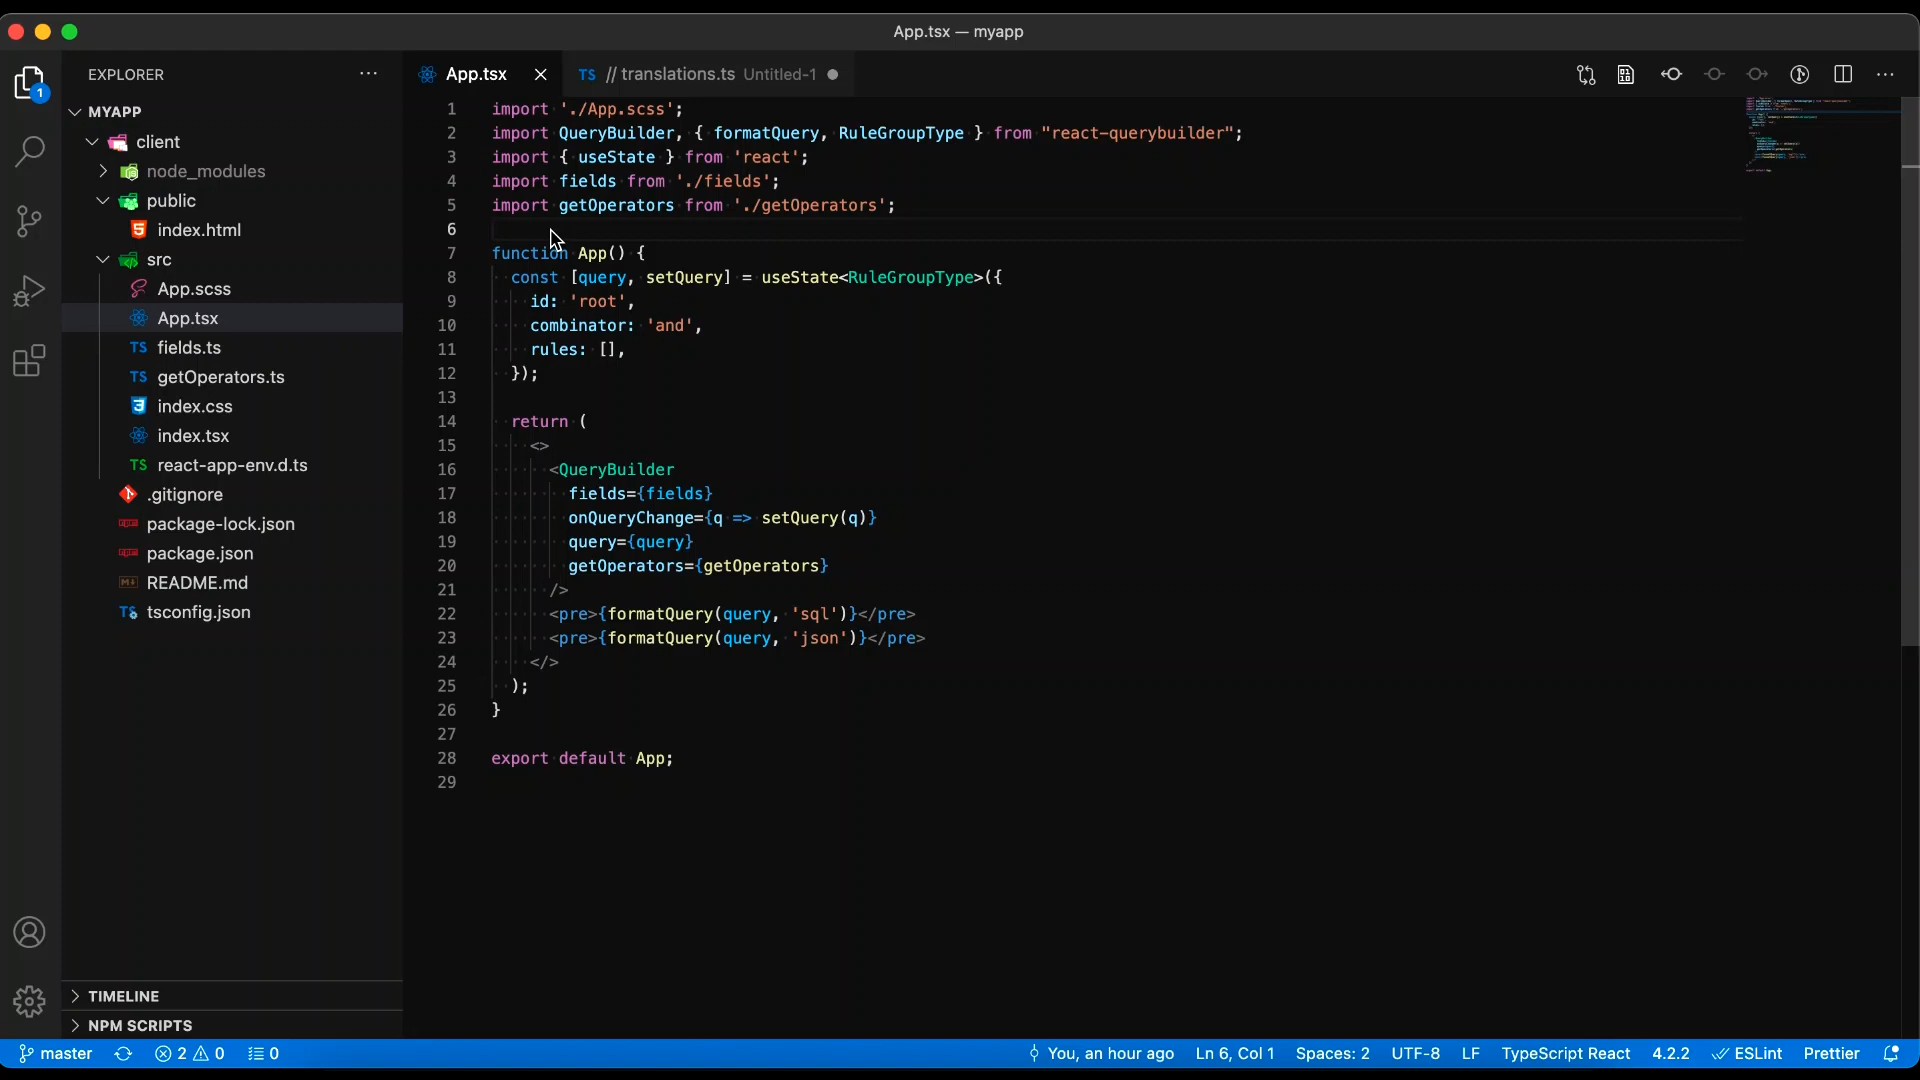 App.tsx — myapp
EXPLORER
1
MYAPP
client
node_modules
public
index.html
src
App.scss
App.tsx
fields.ts
getOperators.ts
index.css
index.tsx
react-app-env.d.ts
.gitignore
package-lock.json
package.json
README.md
tsconfig.json
TIMELINE
NPM SCRIPTS
App.tsx
TS // translations.ts Untitled-1
1 import './App.scss';
2 import QueryBuilder, { formatQuery, RuleGroupType } from "react-querybuilder";
3 import { useState } from 'react';
4 import fields from './fields';
5 import getOperators from './getOperators';
6
7 function App() {
8 const [query, setQuery] = useState<RuleGroupType>({
9 id: 'root',
10 combinator: 'and',
11 rules: [],
12 });
13
14 return (
15 <>
16 <QueryBuilder
17 fields={fields}
18 onQueryChange={q => setQuery(q)}
19 query={query}
20 getOperators={getOperators}
21 />
22 <pre>{formatQuery(query, 'sql')}</pre>
23 <pre>{formatQuery(query, 'json')}</pre>
24 </>
25 );
26 }
27
28 export default App;
29
master 2 0 0 You, an hour ago Ln 6, Col 1 Spaces: 2 UTF-8 LF TypeScript React 4.2.2 ESLint Prettier